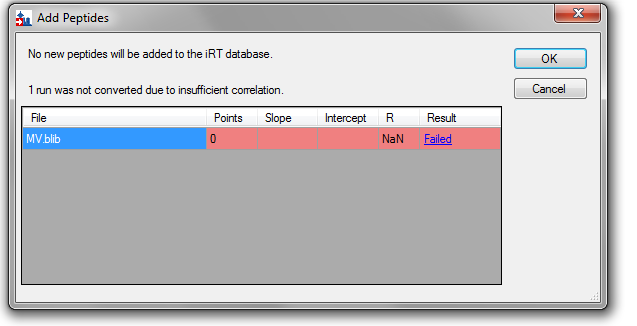 Add Peptides
No new peptides will be added to the iRT database.
OK
1 run was not converted due to insufficient correlation.
Cancel
File Points Slope Intercept R Result
MV.blib 0 NaN Failed